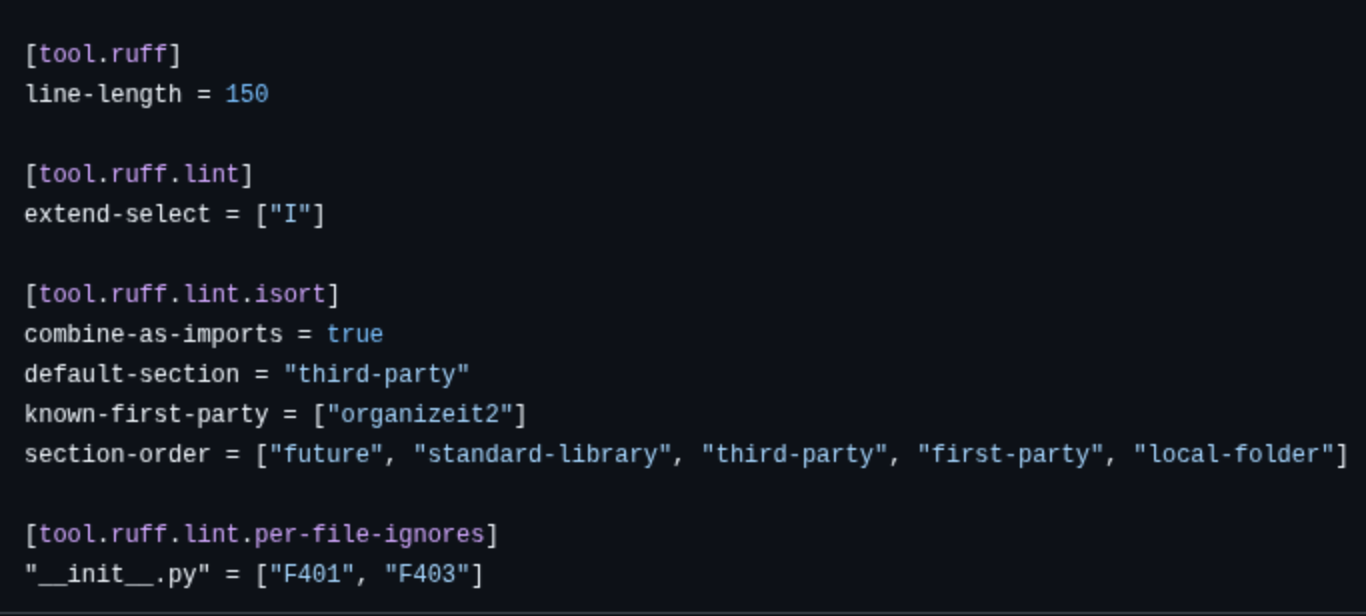 [tool.ruff]
line-length = 150
[tool.ruff.lint]
extend-select = ["I"]
[tool.ruff.lint.isort]
combine-as-imports = true
default-section = "third-party"
known-first-party = ["organizeit2"]
section-order = ["future", "standard-library", "third-party", "first-party", "local-folder"]
[tool.ruff.lint.per-file-ignores]
"__init__.py" = ["F401", "F403"]